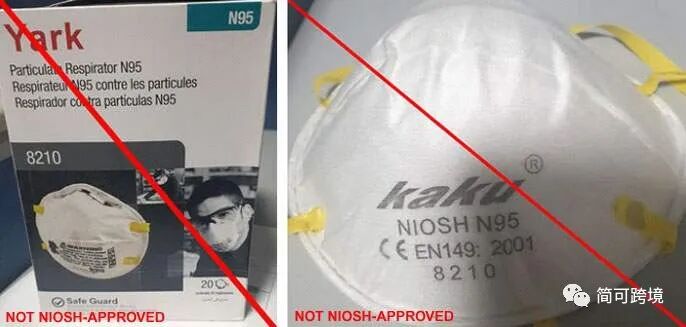 Yark
N95
Particulate Respirator N95
Respirateur N95 contre les particules
Respirador contra particulas N95
8210
20
Safe Guard
NOT NIOSH-APPROVED
kaku®
NIOSH N95
CE EN149: 2001
8210
NOT NIOSH-APPROVED
简可跨境